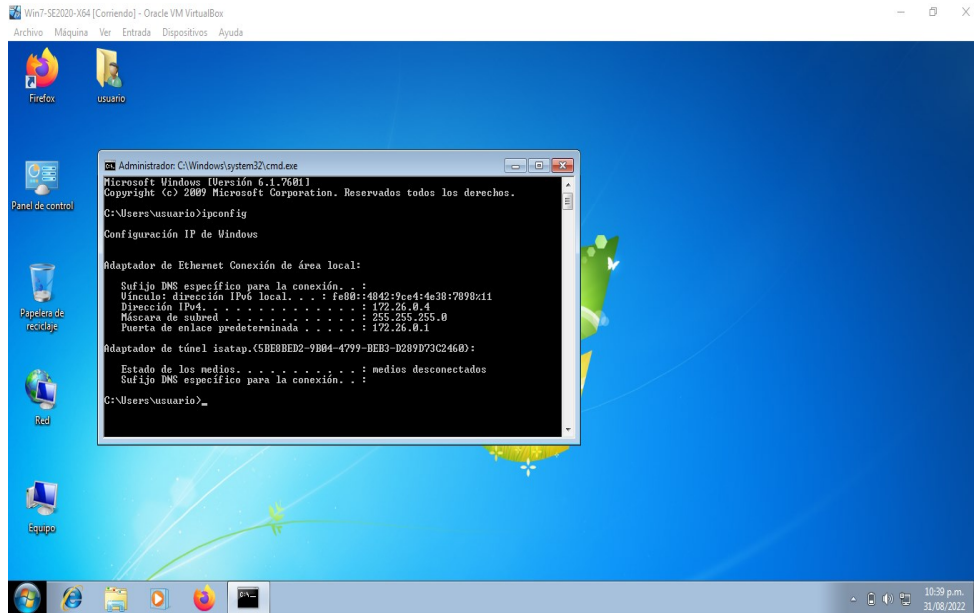 Win7-SE2020-X64 [Corriendo] - Oracle VM VirtualBox
Archivo Máquina Ver Entrada Dispositivos Ayuda
Firefox
usuario
Panel de control
Papelera de
reciclaje
Red
Equipo
Administrador: C:\Windows\system32\cmd.exe
Microsoft Windows [Versión 6.1.7601]
Copyright (c) 2009 Microsoft Corporation. Reservados todos los derechos.
C:\Users\usuario>ipconfig
Configuración IP de Windows
Adaptador de Ethernet Conexión de área local:
Sufijo DNS específico para la conexión. . :
Vínculo: dirección IPv6 local. . . : fe80::4842:9ce4:4e38:7898%11
Dirección IPv4. . . . . . . . . . . . . . : 172.26.0.4
Máscara de subred . . . . . . . . . . . . : 255.255.255.0
Puerta de enlace predeterminada . . . . . : 172.26.0.1
Adaptador de túnel isatap.{5BE8BED2-9B04-4799-BEB3-D289D73C2460}:
Estado de los medios. . . . . . . . . . . : medios desconectados
Sufijo DNS específico para la conexión. . :
C:\Users\usuario>_
10:39 p.m.
31/08/2022